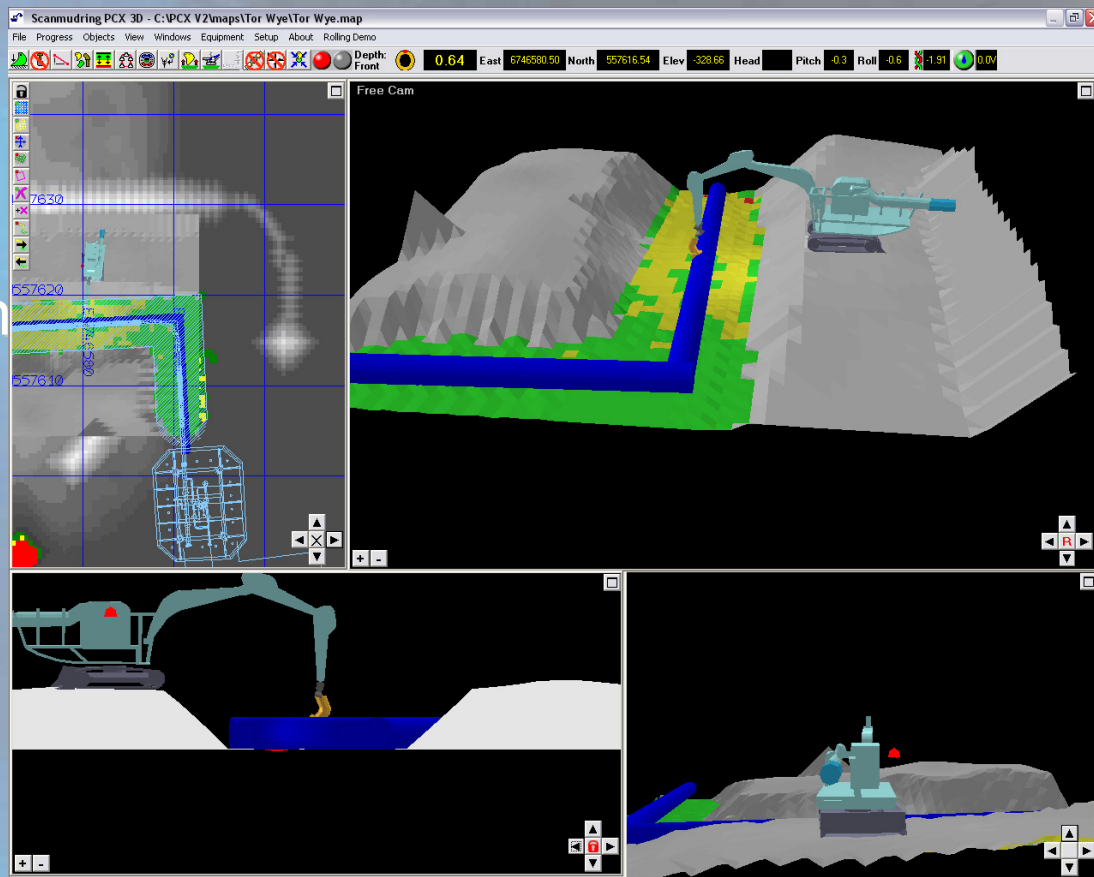 Scanmudring PCX 3D - C:\PCX V2\maps\Tor Wye\Tor Wye.map
File Progress Objects View Windows Equipment Setup About Rolling Demo
Depth: Front 0.64 East 6746580.50 North 557616.54 Elev -328.66 Head Pitch -0.3 Roll -0.6 -1.91 0.0V
Free Cam
57630
557620
557610
X
R
+ -
+ -